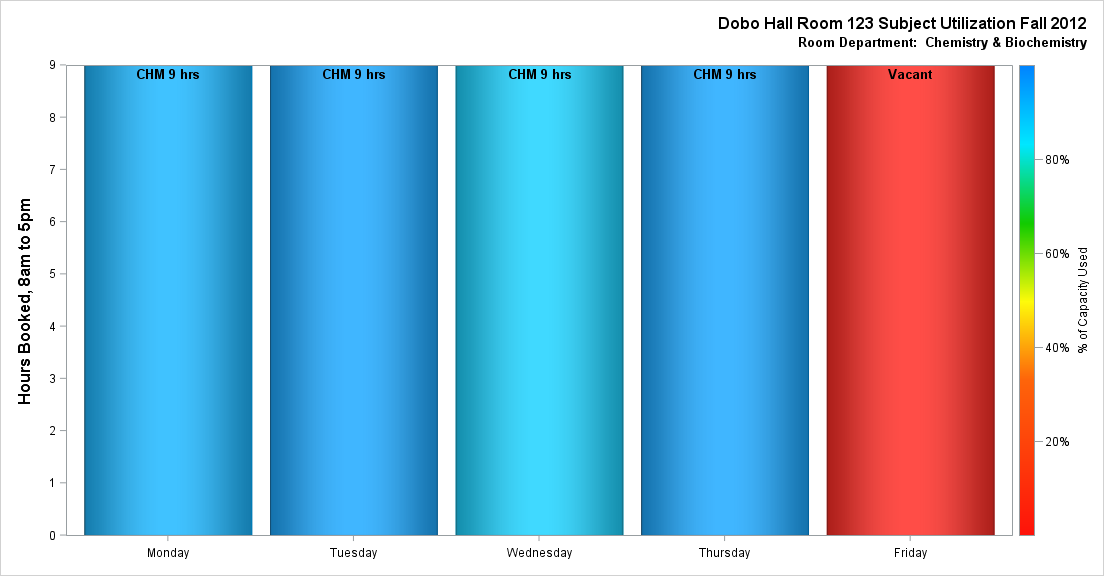 Dobo Hall Room 123 Subject Utilization Fall 2012
Room Department:  Chemistry & Biochemistry
Hours Booked, 8am to 5pm
9
8
7
6
5
4
3
2
1
0
CHM 9 hrs
CHM 9 hrs
CHM 9 hrs
CHM 9 hrs
Vacant
Monday
Tuesday
Wednesday
Thursday
Friday
80%
60%
40%
20%
% of Capacity Used